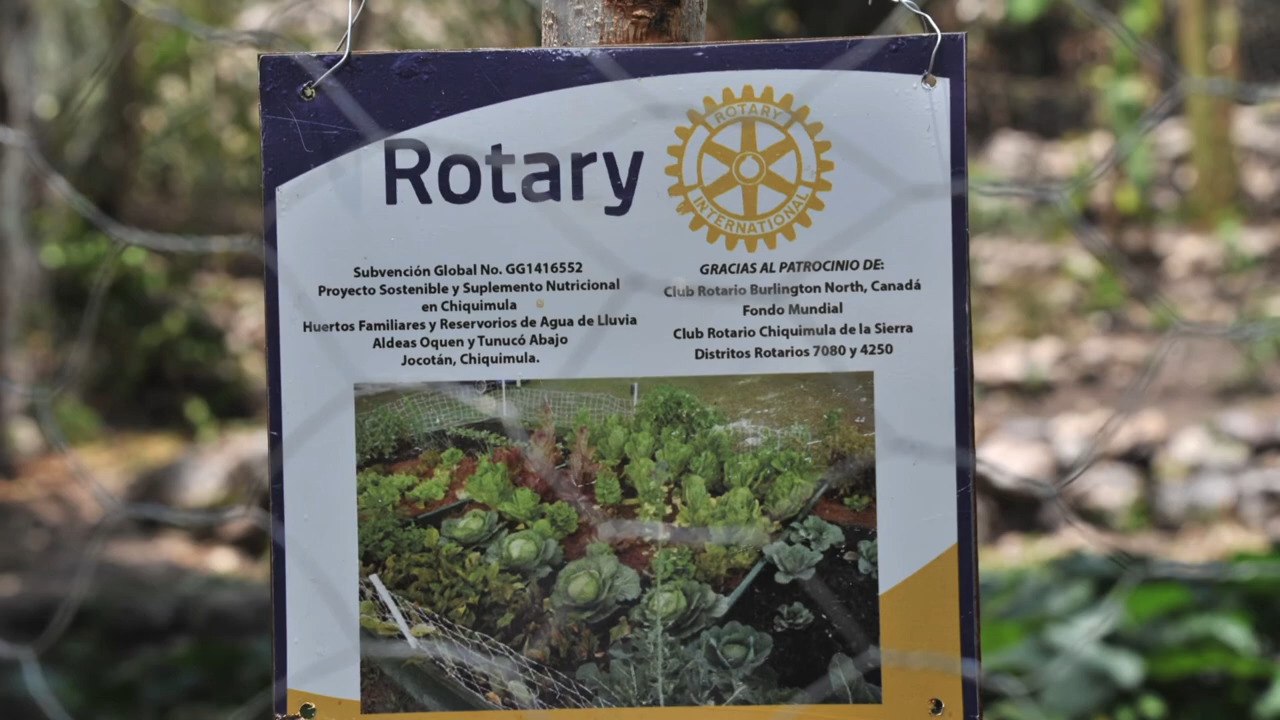 Rotary
ROTARY
INTERNATIONAL
Subvención Global No. GG1416552
Proyecto Sostenible y Suplemento Nutricional
en Chiquimula
Huertos Familiares y Reservorios de Agua de Lluvia
Aldeas Oquen y Tunucó Abajo
Jocotán, Chiquimula.
GRACIAS AL PATROCINIO DE:
Club Rotario Burlington North, Canadá
Fondo Mundial
Club Rotario Chiquimula de la Sierra
Distritos Rotarios 7080 y 4250